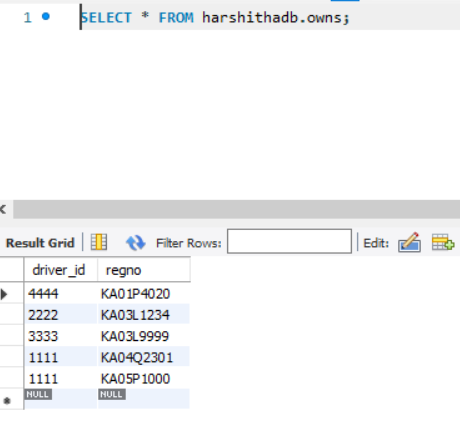 1 SELECT * FROM harshithadb.owns;
Result Grid Filter Rows: Edit:
driver_id regno
4444 KA01P4020
2222 KA03L1234
3333 KA03L9999
1111 KA04Q2301
1111 KA05P1000
NULL NULL